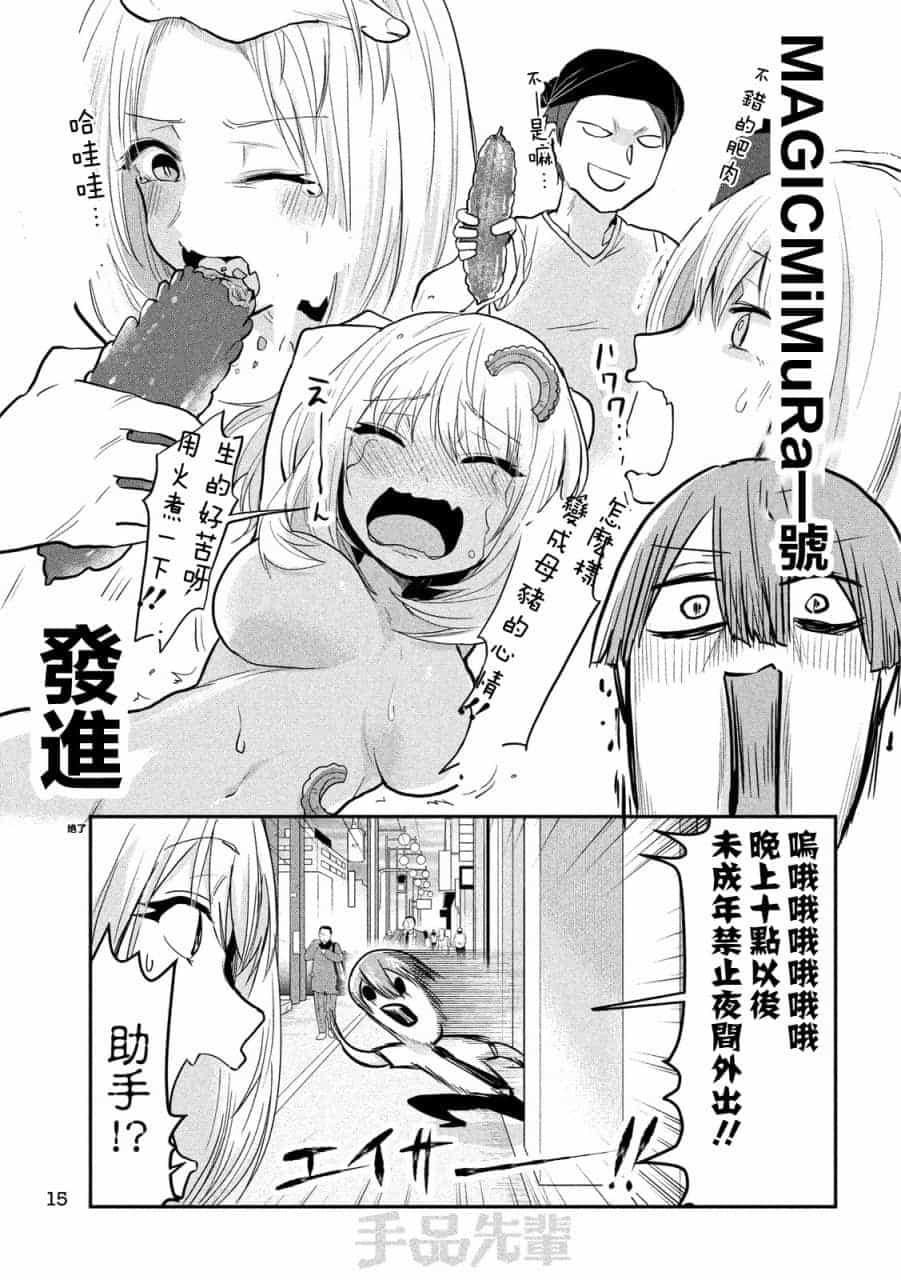 MAGICMiMuRa一號
不錯的肥肉
不——是嘛…
哈哇哇…
ワワワ…
怎麼樣
變成母豬的心情!!
え〜ん
生的好苦呀
用火煮一下!!
發進
绝了
嗚哦哦哦哦哦哦
晚上十點以後
未成年禁止夜間外出!!
助手!?
エイサーーー!!
15
手品先輩